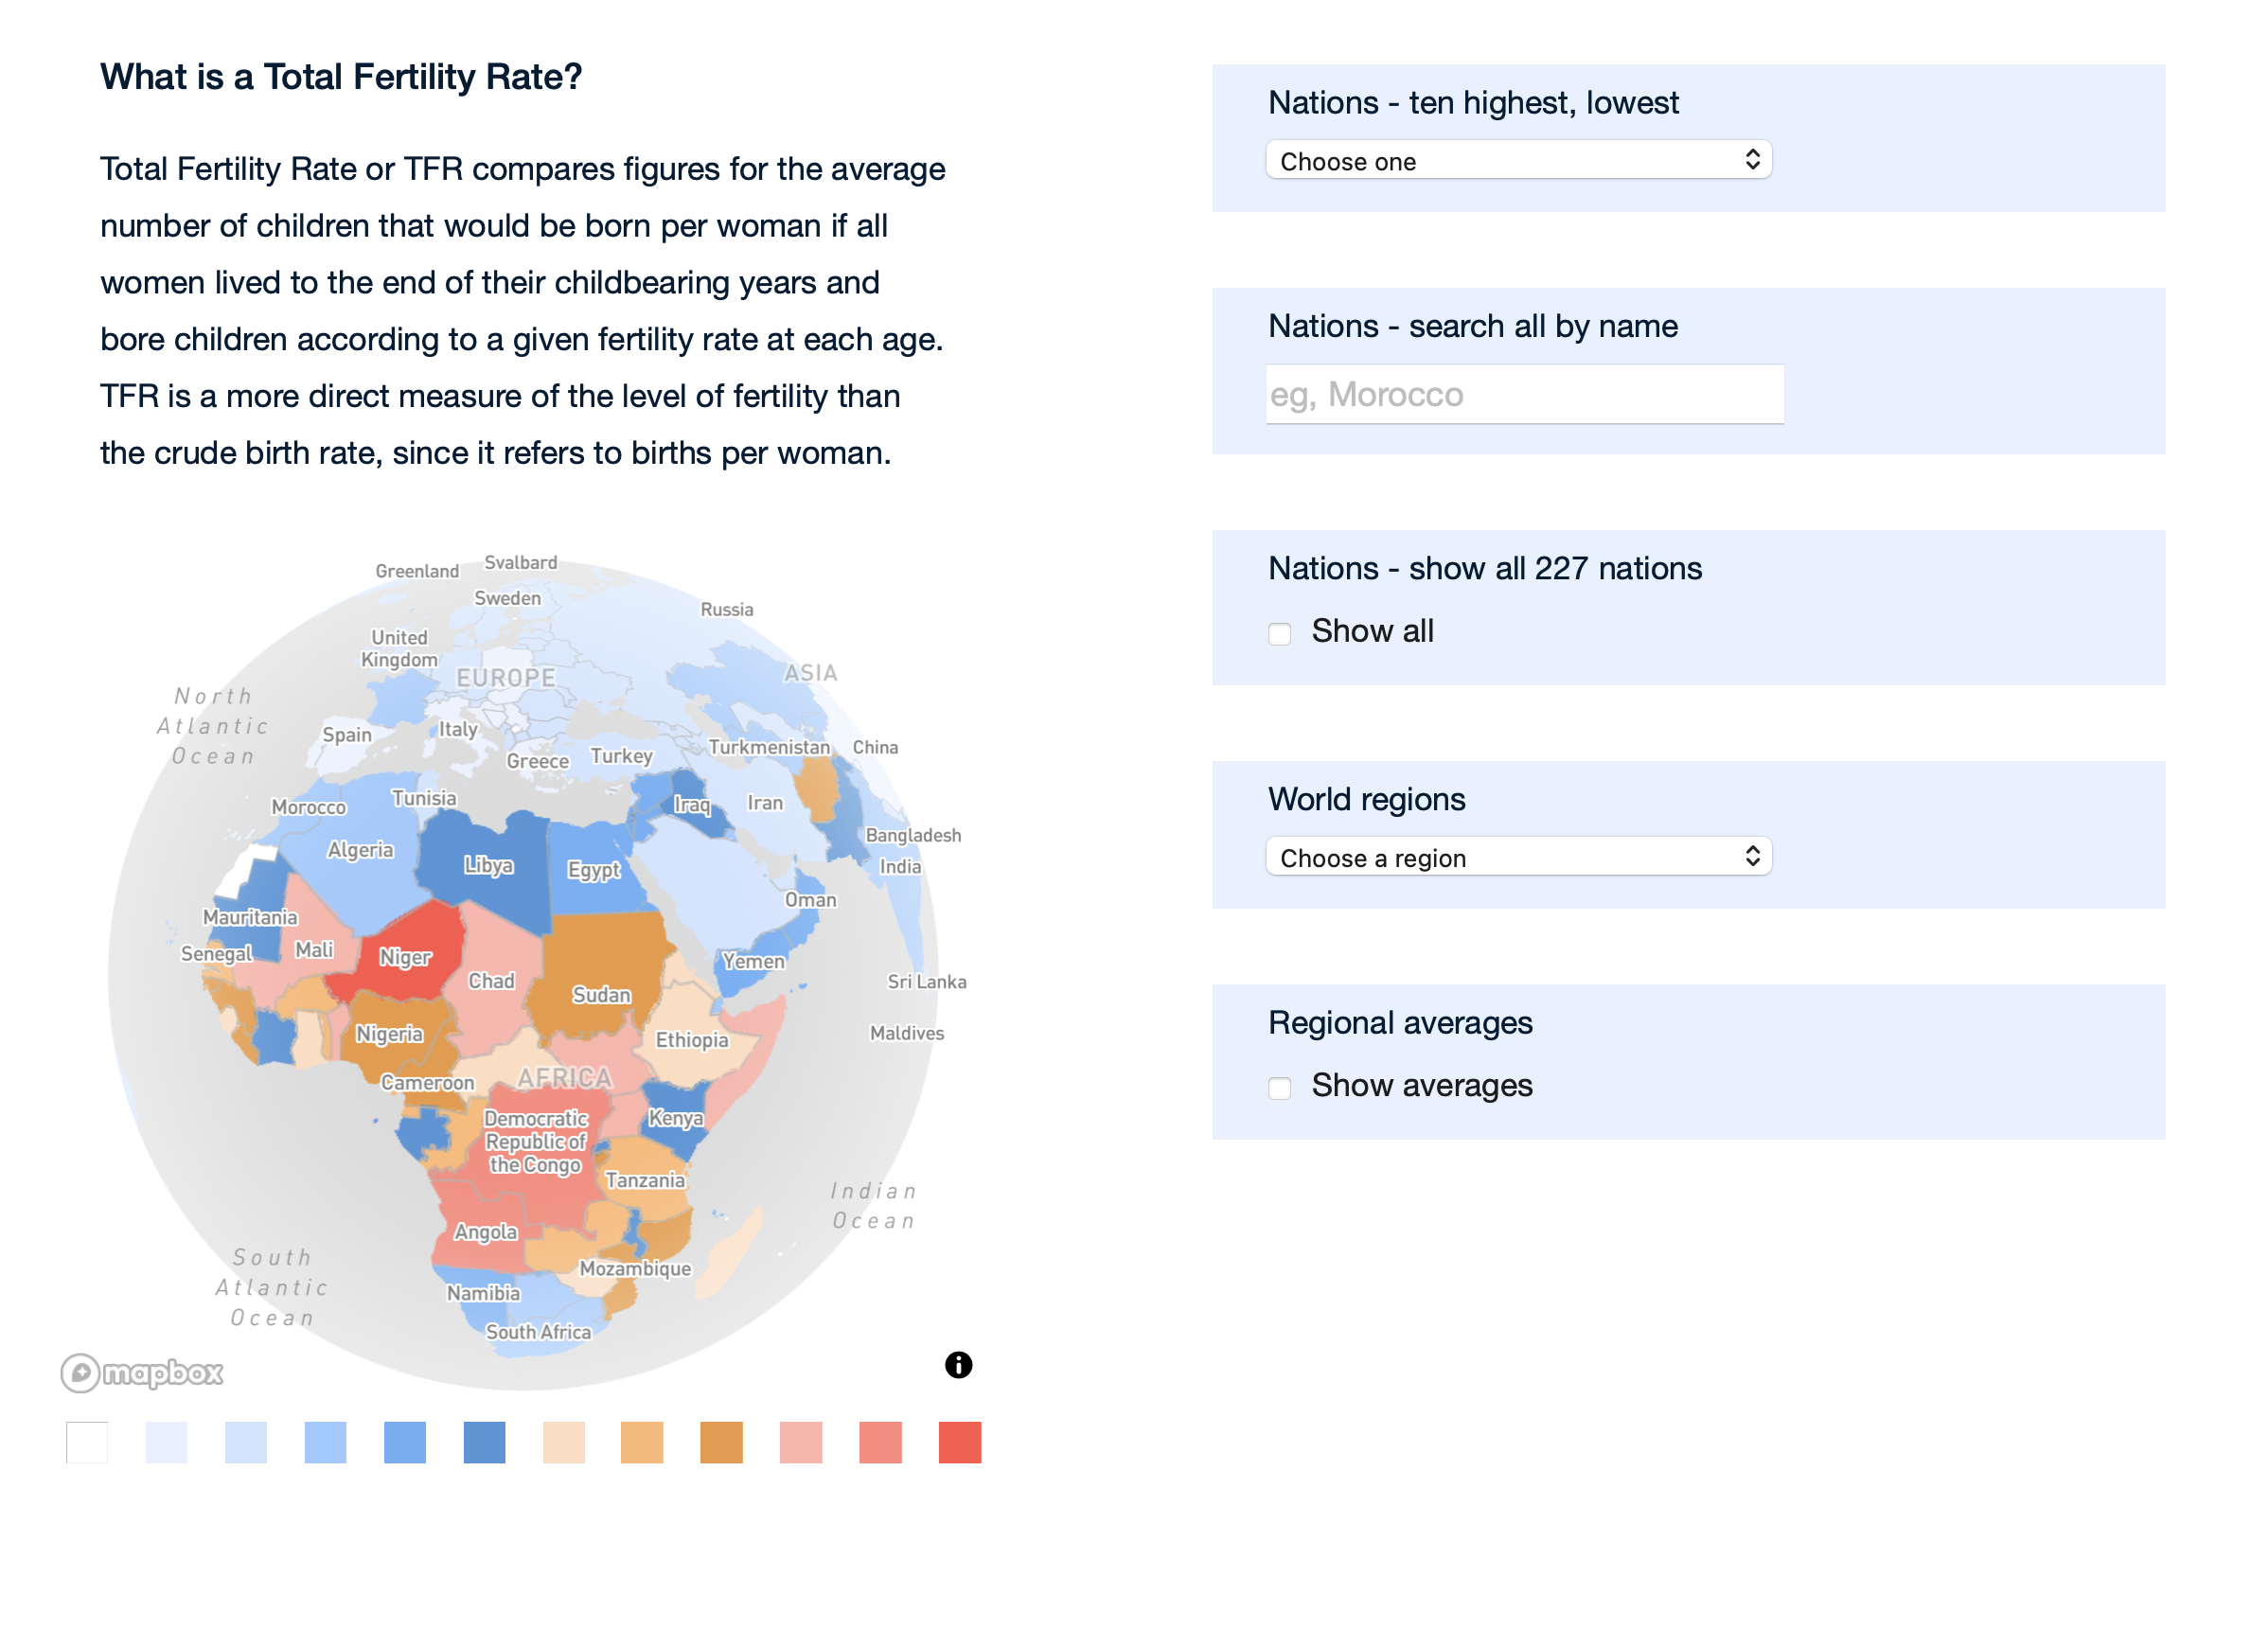 What is a Total Fertility Rate?
Total Fertility Rate or TFR compares figures for the average
number of children that would be born per woman if all
women lived to the end of their childbearing years and
bore children according to a given fertility rate at each age.
TFR is a more direct measure of the level of fertility than
the crude birth rate, since it refers to births per woman.
Greenland
Svalbard
Sweden
Russia
United
Kingdom
EUROPE
ASIA
North
Atlantic
Ocean
Spain
Italy
Greece
Turkey
Turkmenistan
China
Morocco
Tunisia
Iraq
Iran
Algeria
Libya
Egypt
Bangladesh
India
Oman
Mauritania
Senegal
Mali
Niger
Chad
Sudan
Yemen
Sri Lanka
Nigeria
Ethiopia
Maldives
Cameroon
AFRICA
Democratic
Republic of
the Congo
Kenya
Tanzania
Indian
Ocean
Angola
South
Atlantic
Ocean
Mozambique
Namibia
South Africa
mapbox
Nations - ten highest, lowest
Choose one
Nations - search all by name
eg, Morocco
Nations - show all 227 nations
Show all
World regions
Choose a region
Regional averages
Show averages